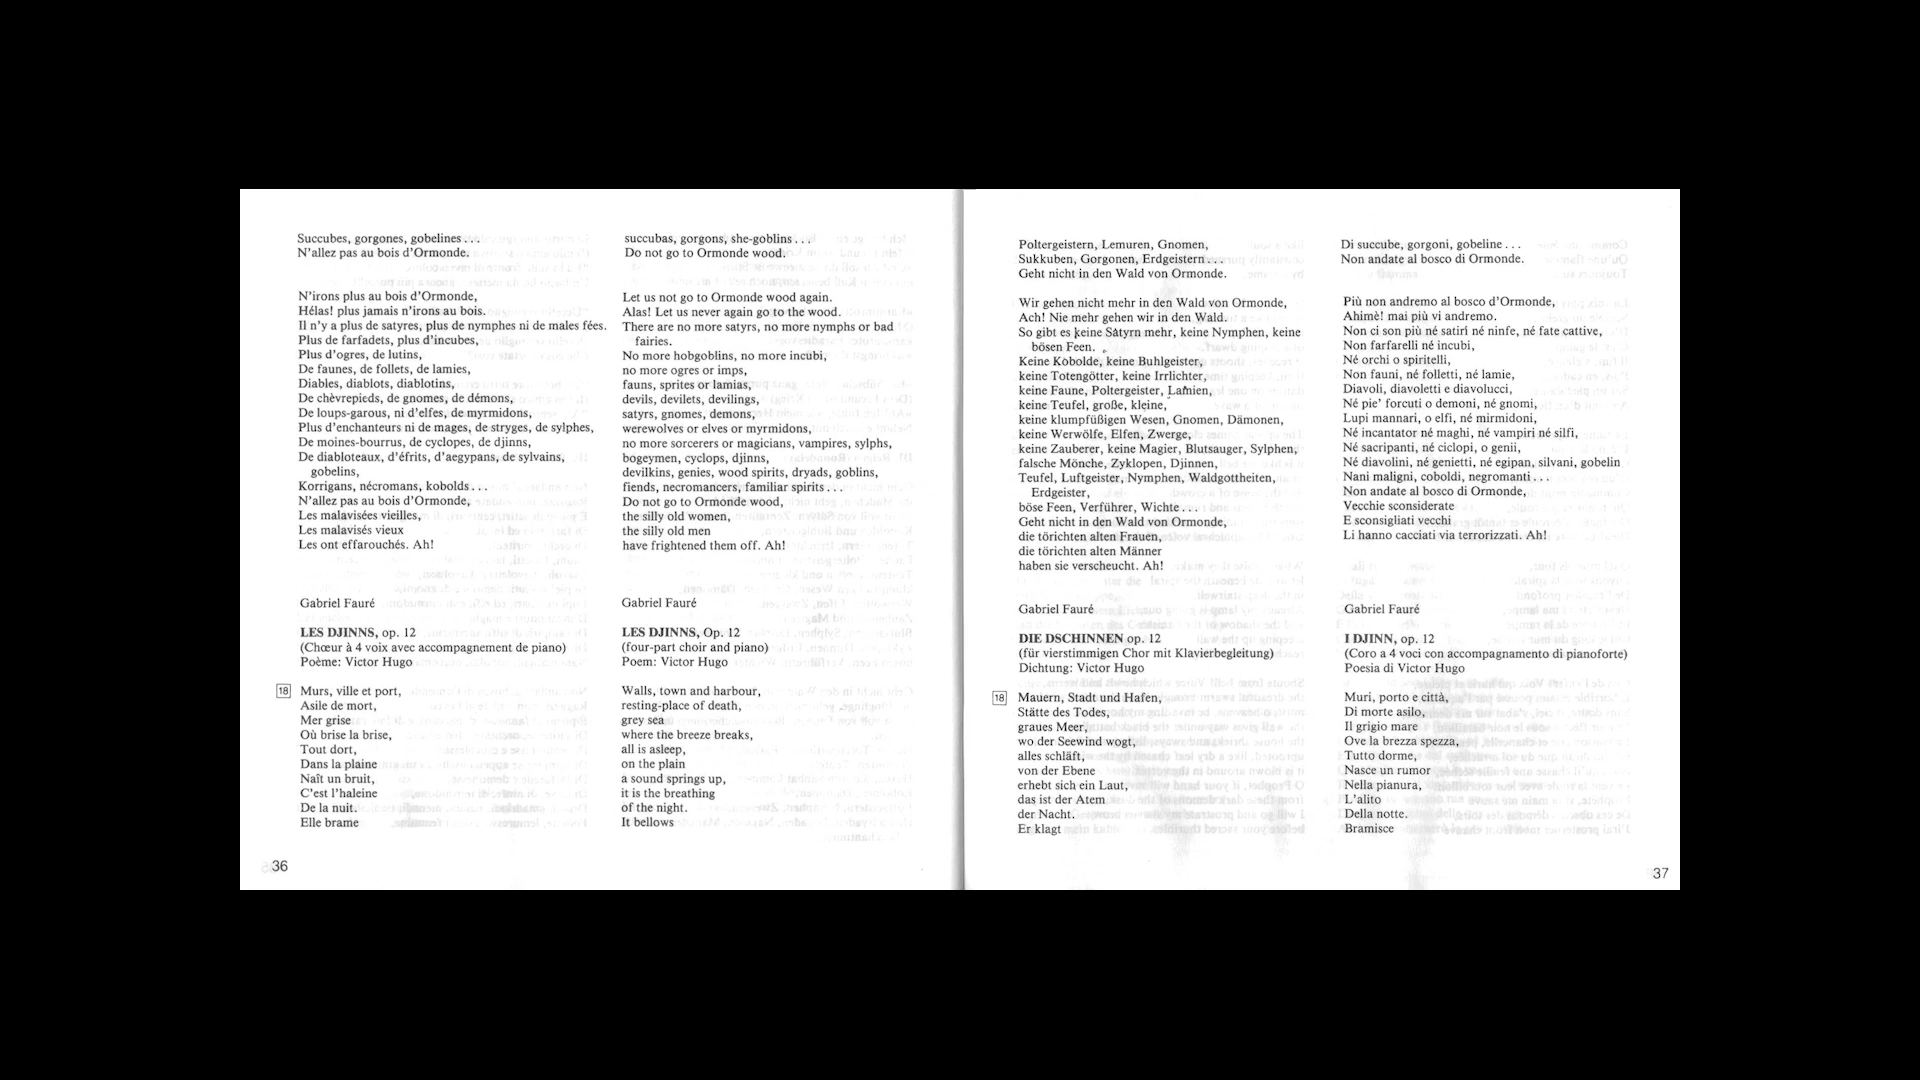 Succubes, gorgones, gobelines . . .
N'allez pas au bois d'Ormonde.
N'irons plus au bois d'Ormonde,
Hélas! plus jamais n'irons au bois.
Il n'y a plus de satyres, plus de nymphes ni de males fées.
Plus de farfadets, plus d'incubes,
Plus d'ogres, de lutins,
De faunes, de follets, de lamies,
Diables, diablots, diablotins,
De chèvrepieds, de gnomes, de démons,
De loups-garous, ni d'elfes, de myrmidons,
Plus d'enchanteurs ni de mages, de stryges, de sylphes,
De moines-bourrus, de cyclopes, de djinns,
De diabloteaux, d'éfrits, d'aegypans, de sylvains,
gobelins,
Korrigans, nécromans, kobolds . . .
N'allez pas au bois d'Ormonde,
Les malavisées vieilles,
Les malavisés vieux
Les ont effarouchés. Ah!
Gabriel Fauré
LES DJINNS, op. 12
(Chœur à 4 voix avec accompagnement de piano)
Poème: Victor Hugo
18 Murs, ville et port,
Asile de mort,
Mer grise
Où brise la brise,
Tout dort,
Dans la plaine
Naît un bruit,
C'est l'haleine
De la nuit.
Elle brame
36
succubas, gorgons, she-goblins . . .
Do not go to Ormonde wood.
Let us not go to Ormonde wood again.
Alas! Let us never again go to the wood.
There are no more satyrs, no more nymphs or bad
fairies.
No more hobgoblins, no more incubi,
no more ogres or imps,
fauns, sprites or lamias,
devils, devilets, devilings,
satyrs, gnomes, demons,
werewolves or elves or myrmidons,
no more sorcerers or magicians, vampires, sylphs,
bogeymen, cyclops, djinns,
devilkins, genies, wood spirits, dryads, goblins,
fiends, necromancers, familiar spirits . . .
Do not go to Ormonde wood,
the silly old women,
the silly old men
have frightened them off. Ah!
Gabriel Fauré
LES DJINNS, Op. 12
(four-part choir and piano)
Poem: Victor Hugo
Walls, town and harbour,
resting-place of death,
grey sea
where the breeze breaks,
all is asleep,
on the plain
a sound springs up,
it is the breathing
of the night.
It bellows
Poltergeistern, Lemuren, Gnomen,
Sukkuben, Gorgonen, Erdgeistern . . .
Geht nicht in den Wald von Ormonde.
Wir gehen nicht mehr in den Wald von Ormonde,
Ach! Nie mehr gehen wir in den Wald.
So gibt es keine Satyrn mehr, keine Nymphen, keine
bösen Feen.
Keine Kobolde, keine Buhlgeister,
keine Totengötter, keine Irrlichter,
keine Faune, Poltergeister, Lamien,
keine Teufel, große, kleine,
keine klumpfüßigen Wesen, Gnomen, Dämonen,
keine Werwölfe, Elfen, Zwerge,
keine Zauberer, keine Magier, Blutsauger, Sylphen,
falsche Mönche, Zyklopen, Djinnen,
Teufel, Luftgeister, Nymphen, Waldgottheiten,
Erdgeister,
böse Feen, Verführer, Wichte . . .
Geht nicht in den Wald von Ormonde,
die törichten alten Frauen,
die törichten alten Männer
haben sie verscheucht. Ah!
Gabriel Fauré
DIE DSCHINNEN op. 12
(für vierstimmigen Chor mit Klavierbegleitung)
Dichtung: Victor Hugo
18 Mauern, Stadt und Hafen,
Stätte des Todes,
graues Meer,
wo der Seewind wogt,
alles schläft,
von der Ebene
erhebt sich ein Laut,
das ist der Atem
der Nacht.
Er klagt
Di succube, gorgoni, gobeline . . .
Non andate al bosco di Ormonde.
Più non andremo al bosco d'Ormonde,
Ahimè! mai più vi andremo.
Non ci son più né satiri né ninfe, né fate cattive,
Non farfarelli né incubi,
Né orchi o spiritelli,
Non fauni, né folletti, né lamie,
Diavoli, diavoletti e diavolucci,
Né pie' forcuti o demoni, né gnomi,
Lupi mannari, o elfi, né mirmidoni,
Né incantator né maghi, né vampiri né silfi,
Né sacripanti, né ciclopi, o genii,
Né diavolini, né genietti, né egipan, silvani, gobelin
Nani maligni, coboldi, negromanti . . .
Non andate al bosco di Ormonde,
Vecchie sconsiderate
E sconsigliati vecchi
Li hanno cacciati via terrorizzati. Ah!
Gabriel Fauré
I DJINN, op. 12
(Coro a 4 voci con accompagnamento di pianoforte)
Poesia di Victor Hugo
Muri, porto e città,
Di morte asilo,
Il grigio mare
Ove la brezza spezza,
Tutto dorme,
Nasce un rumor
Nella pianura,
L'alito
Della notte.
Bramisce
37